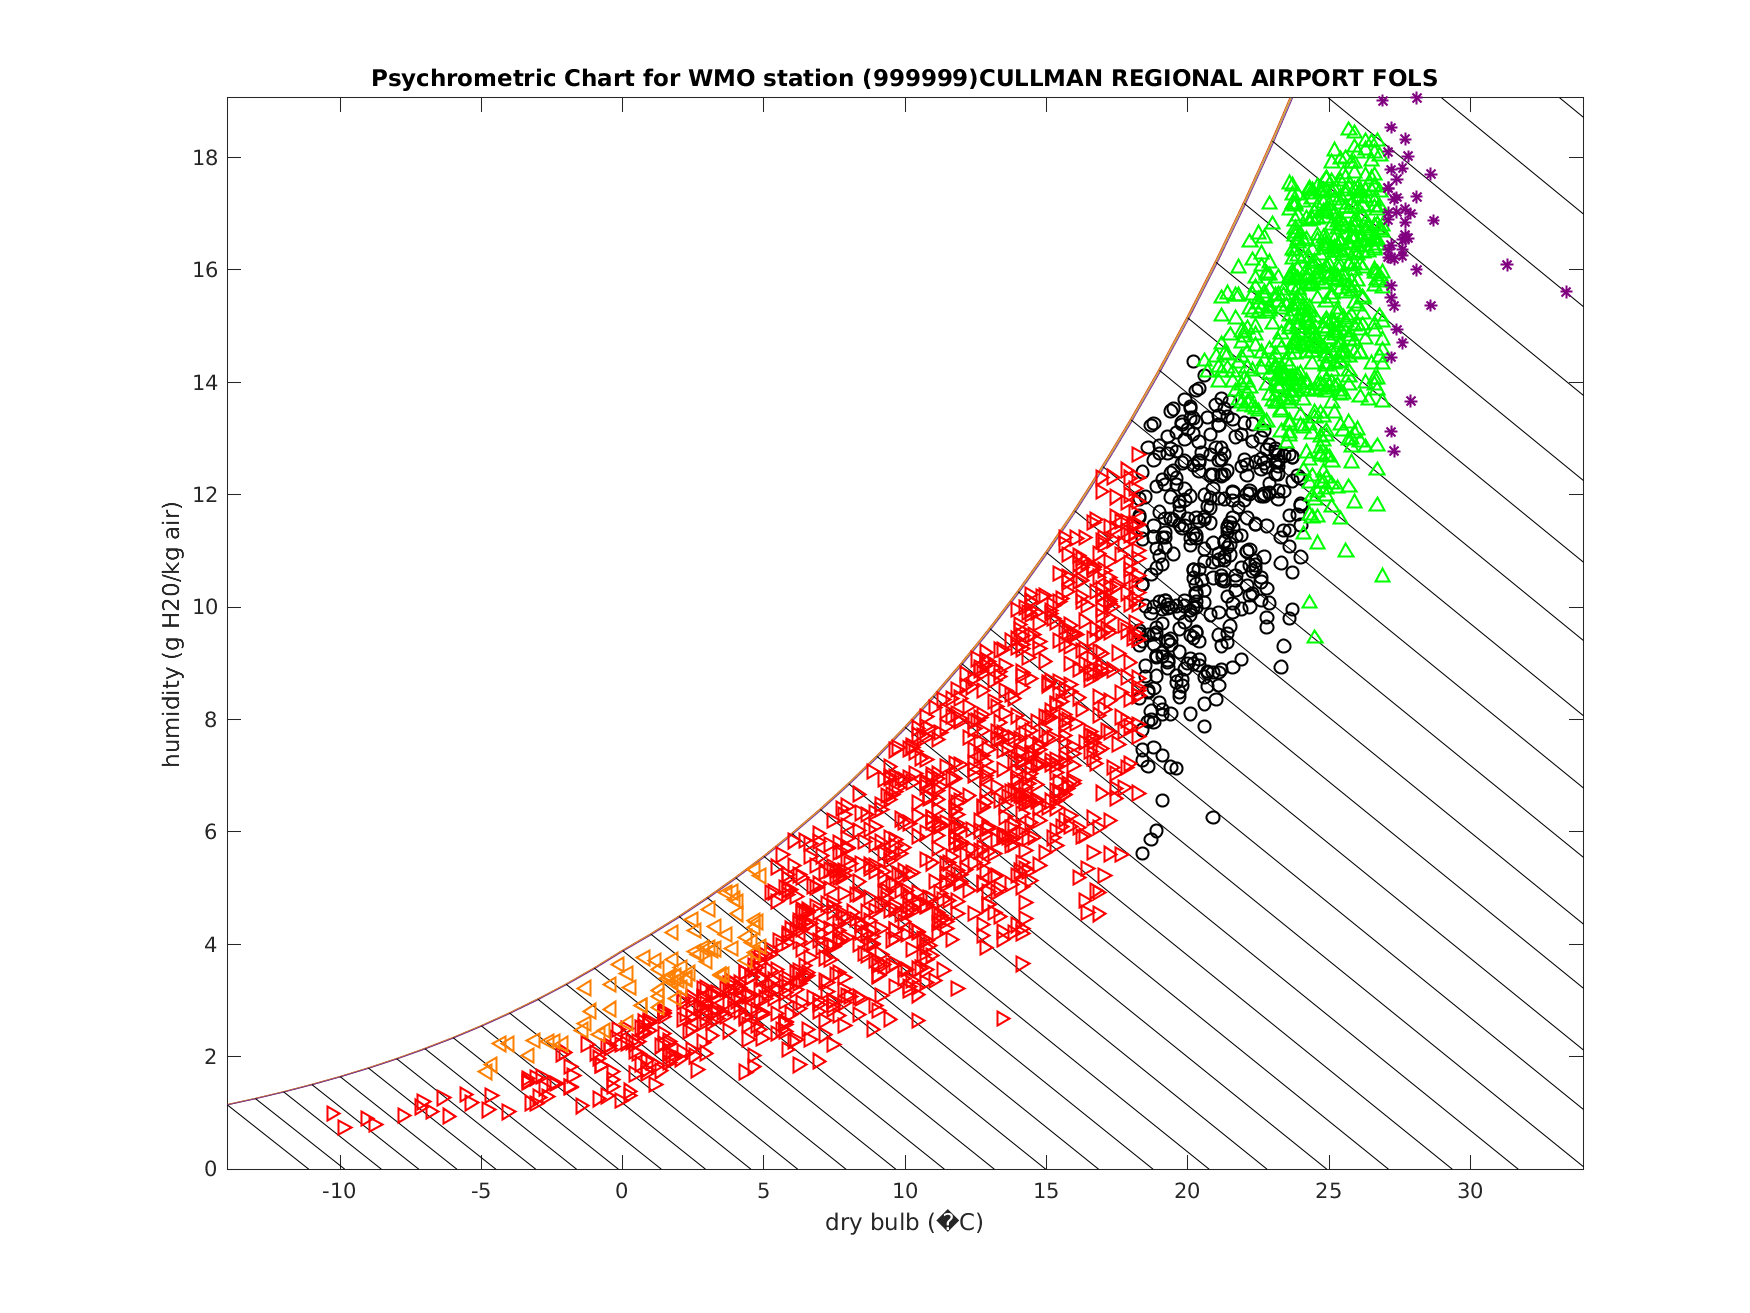 Psychrometric Chart for WMO station (999999)CULLMAN REGIONAL AIRPORT FOLS
humidity (g H20/kg air)
18
16
14
12
10
8
6
4
2
0
-10 -5 0 5 10 15 20 25 30
dry bulb (�C)